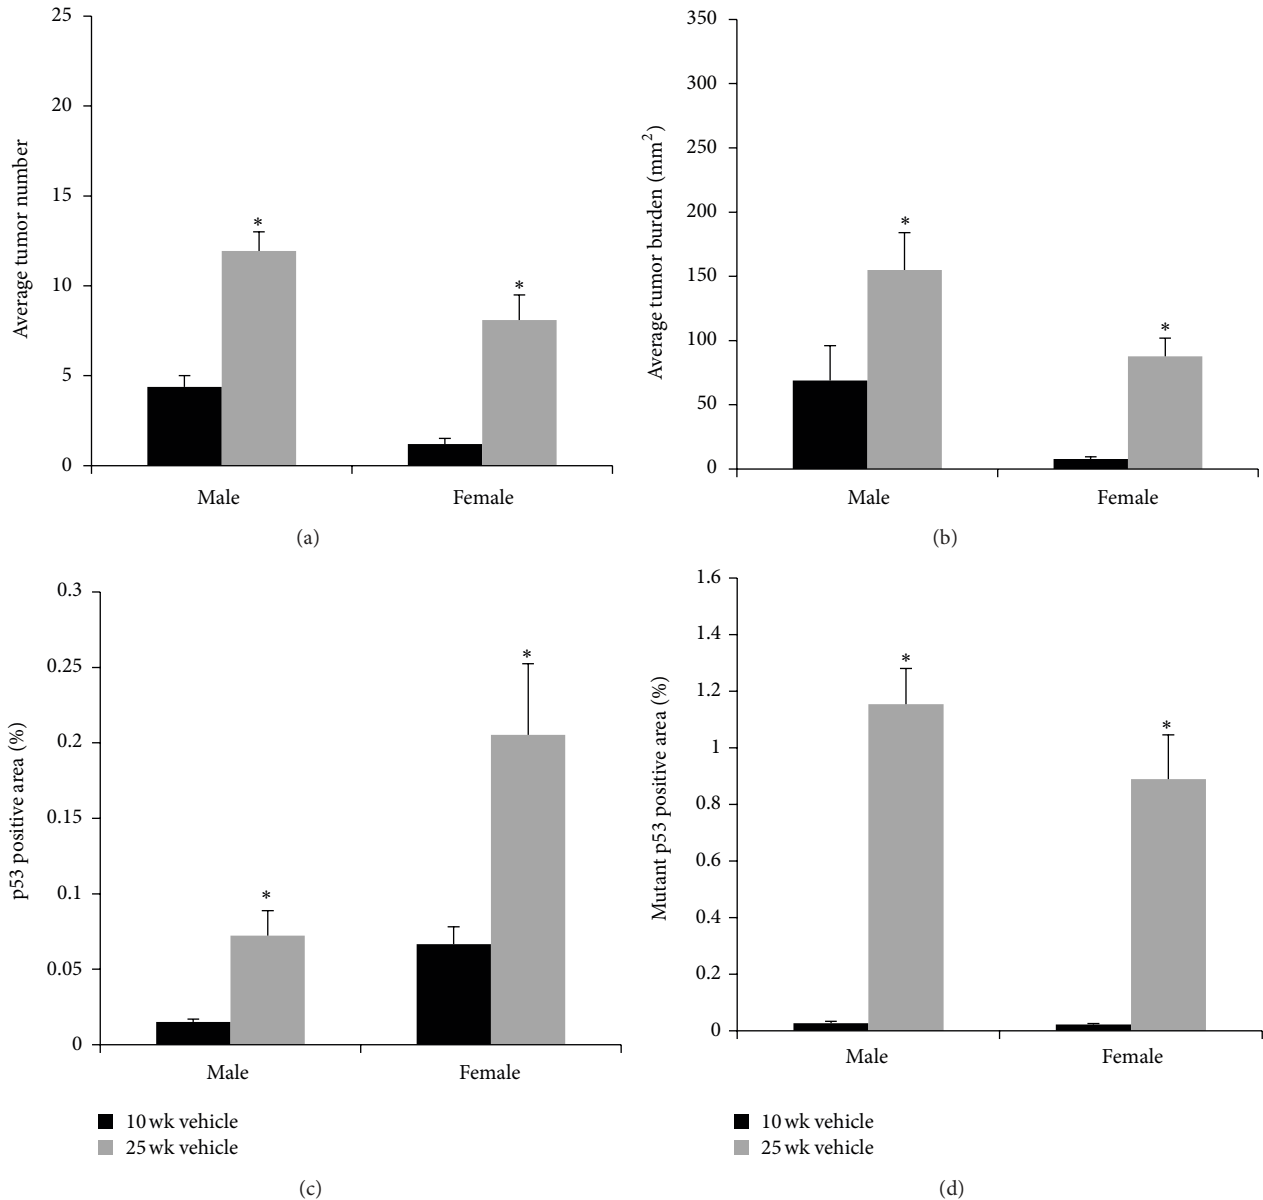 25
20
15
10
5
0
Average tumor number
*
*
Male
Female
(a)
350
300
250
200
150
100
50
0
Average tumor burden (mm²)
*
*
Male
Female
(b)
0.3
0.25
0.2
0.15
0.1
0.05
0
p53 positive area (%)
*
*
Male
Female
10 wk vehicle
25 wk vehicle
(c)
1.6
1.4
1.2
1
0.8
0.6
0.4
0.2
0
Mutant p53 positive area (%)
*
*
Male
Female
10 wk vehicle
25 wk vehicle
(d)